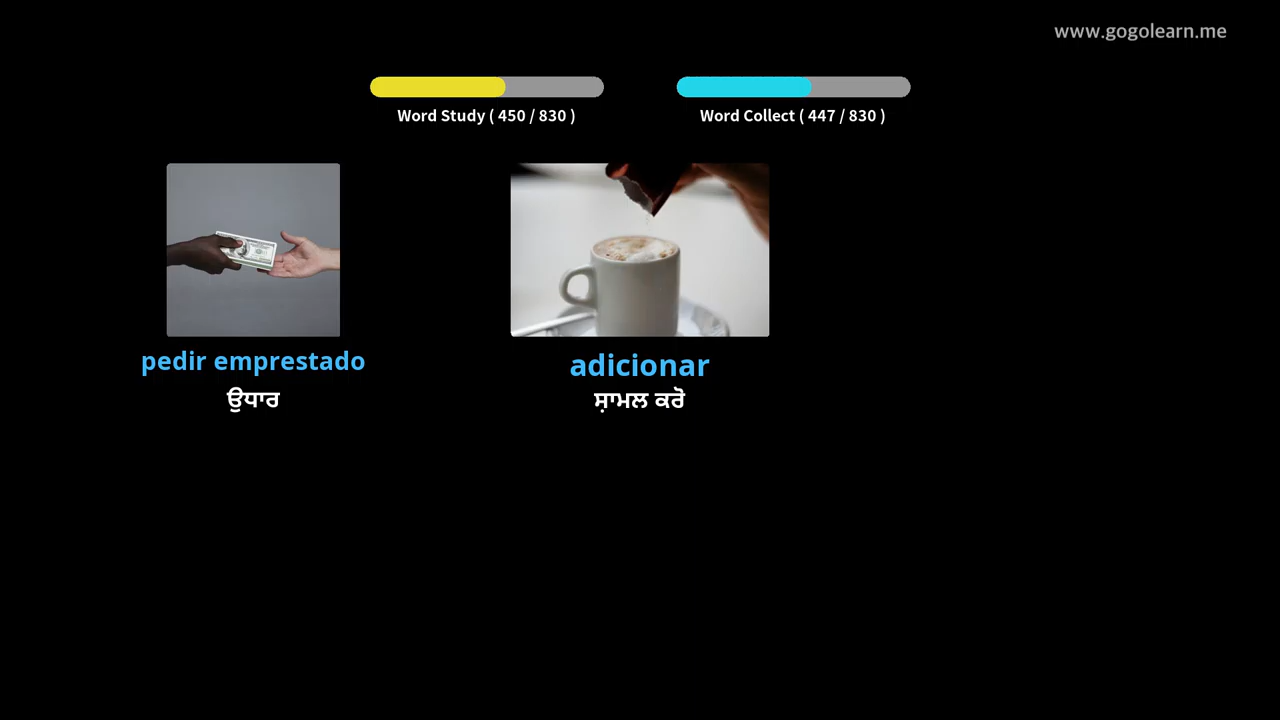 www.gogolearn.me
Word Study ( 450 / 830 )
Word Collect ( 447 / 830 )
pedir emprestado
ਉਧਾਰ
adicionar
ਸ਼ਾਮਲ ਕਰੋ